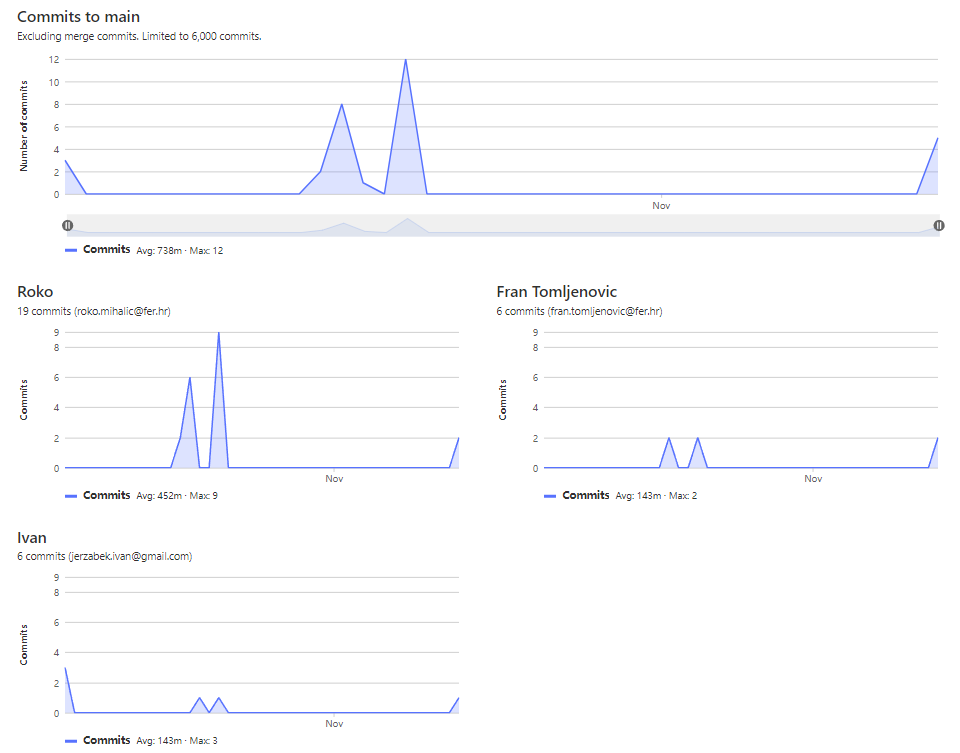 Commits to main
Excluding merge commits. Limited to 6,000 commits.
Number of commits
12
10
8
6
4
2
0
Nov
Commits Avg: 738m · Max: 12
Roko
19 commits (roko.mihalic@fer.hr)
Commits
9
8
6
4
2
0
Nov
Commits Avg: 452m · Max: 9
Fran Tomljenovic
6 commits (fran.tomljenovic@fer.hr)
Commits
9
8
6
4
2
0
Nov
Commits Avg: 143m · Max: 2
Ivan
6 commits (jerzabek.ivan@gmail.com)
Commits
9
8
6
4
2
0
Nov
Commits Avg: 143m · Max: 3